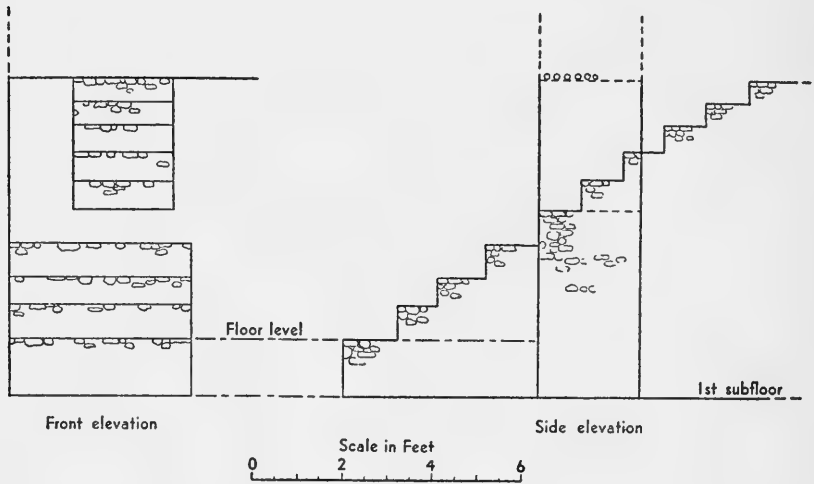 Floor level
1st subfloor
Front elevation
Side elevation
Scale in Feet
0 2 4 6